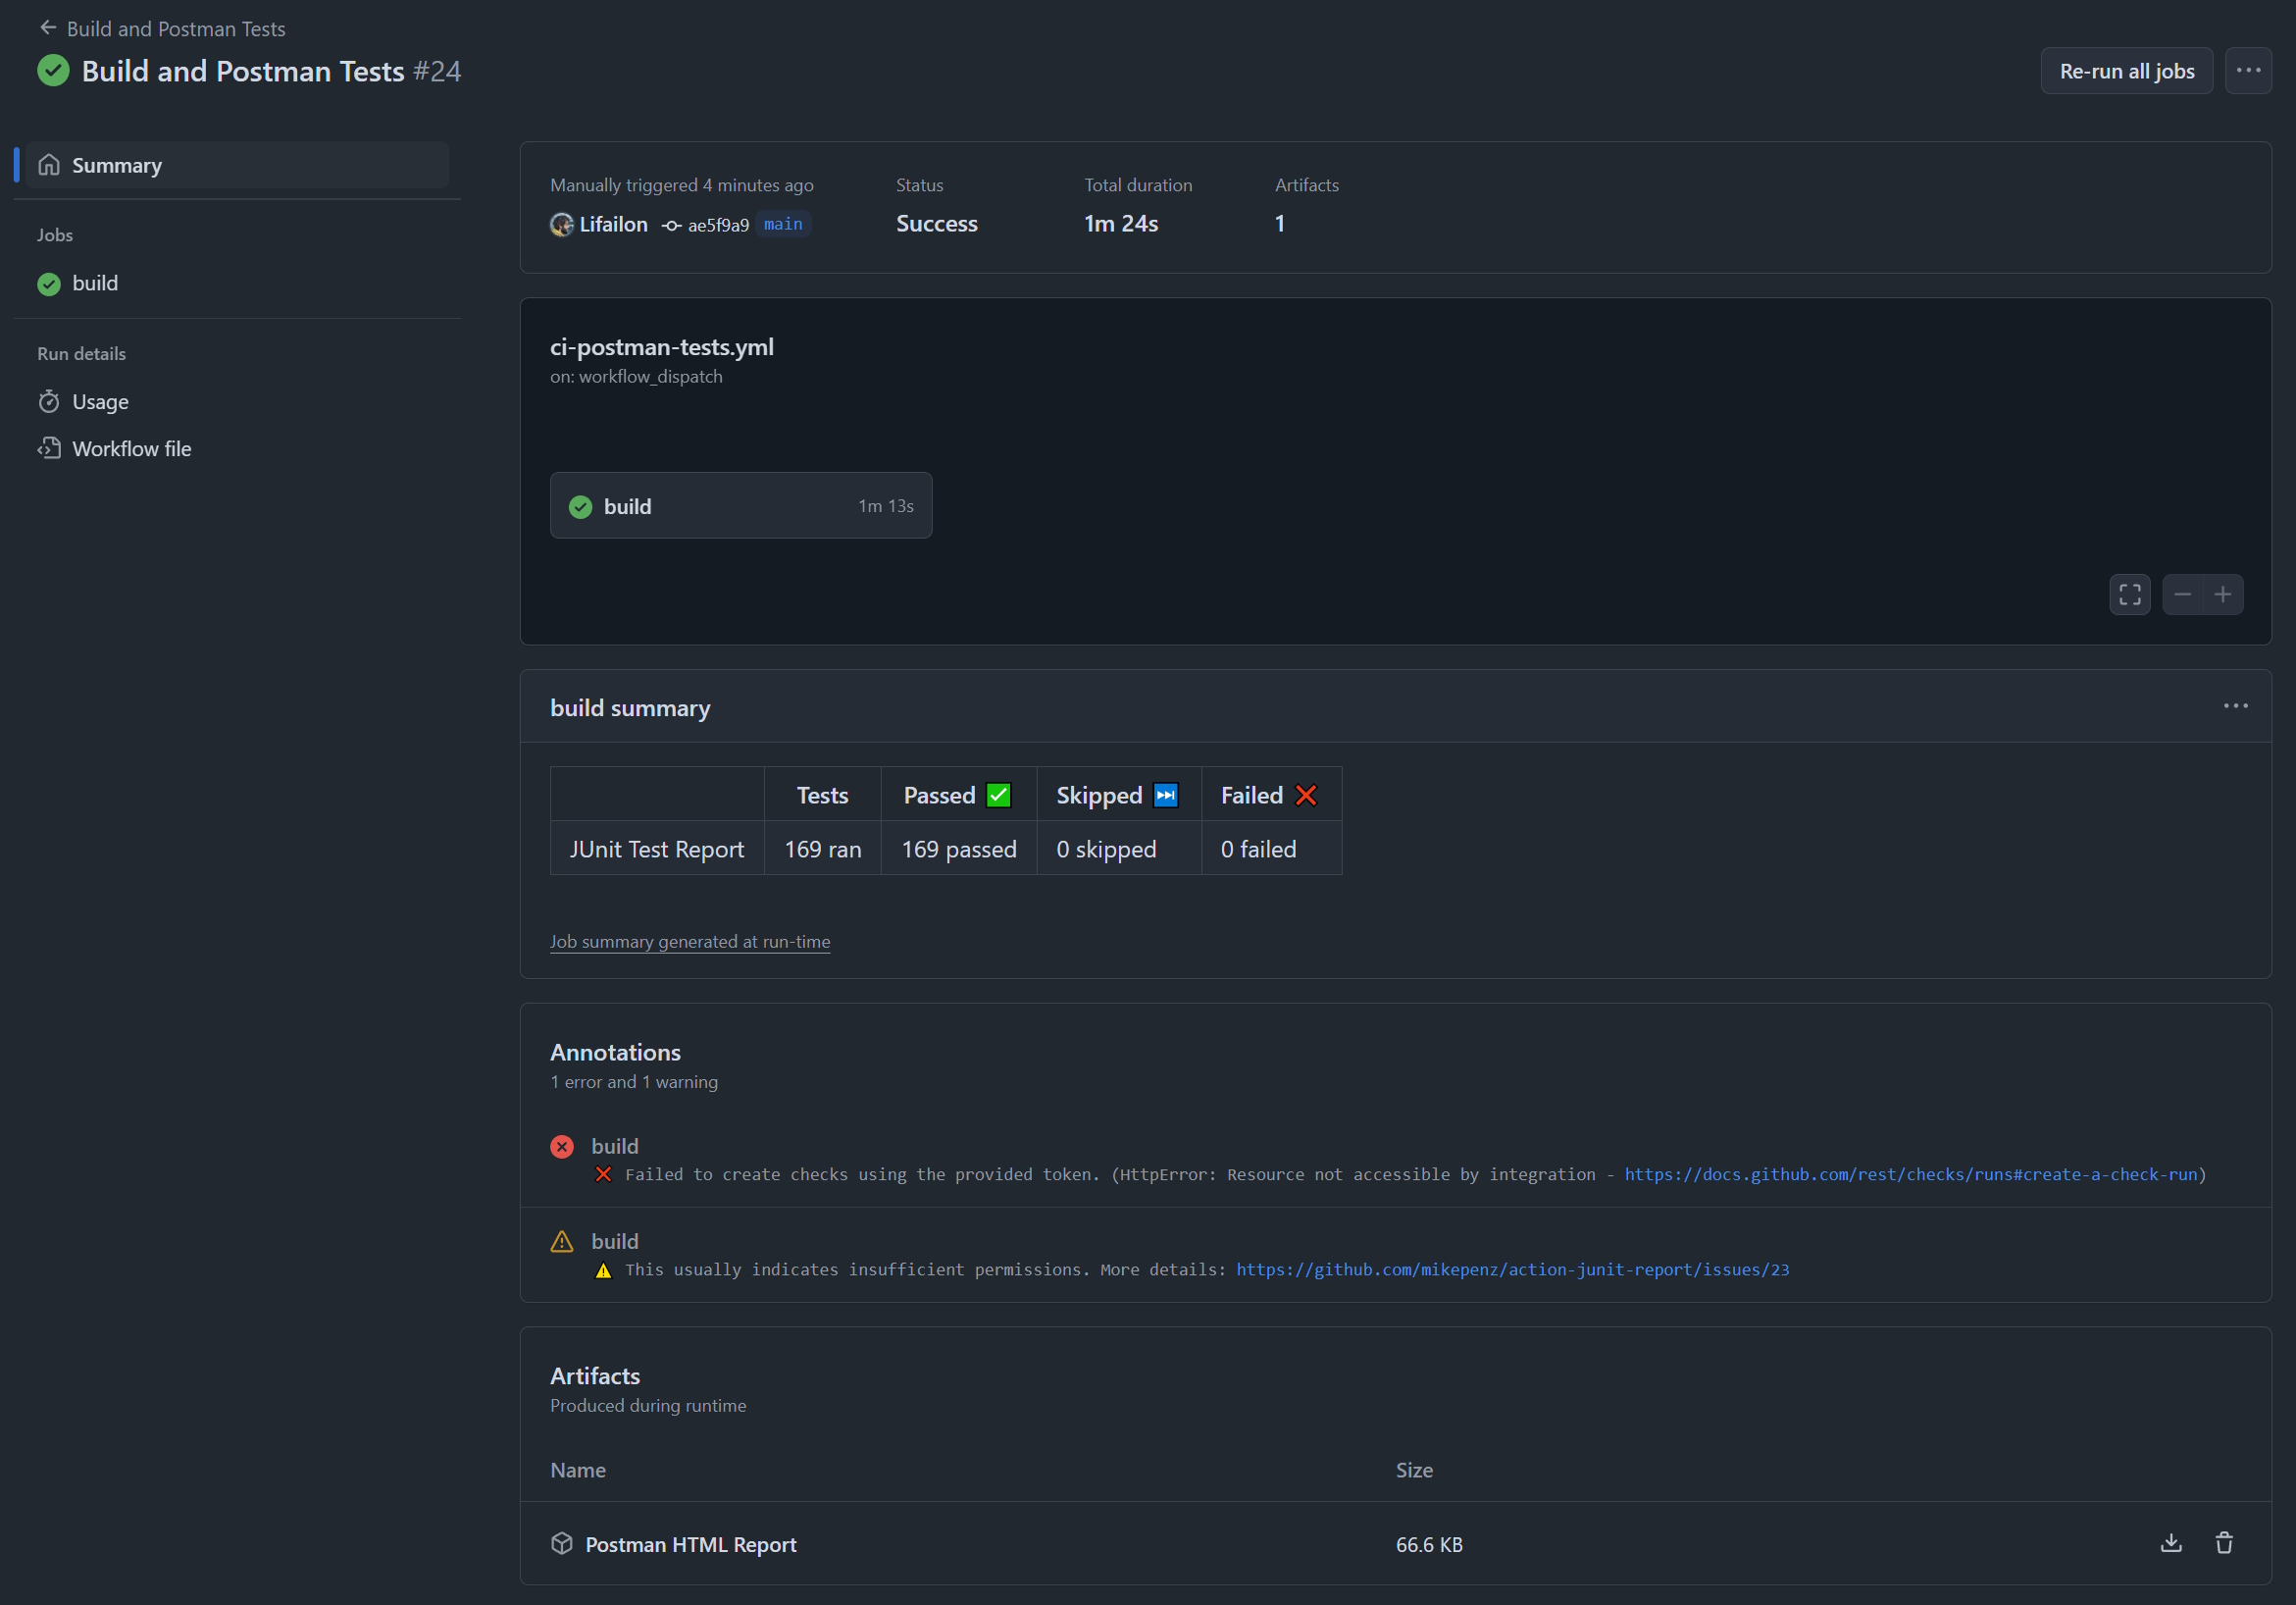 Build and Postman Tests
Build and Postman Tests #24
Re-run all jobs
Summary
Jobs
build
Run details
Usage
Workflow file
Manually triggered 4 minutes ago
Lifailon ae5f9a9 main
Status
Success
Total duration
1m 24s
Artifacts
1
ci-postman-tests.yml
on: workflow_dispatch
build 1m 13s
build summary
Tests Passed Skipped Failed
JUnit Test Report 169 ran 169 passed 0 skipped 0 failed
Job summary generated at run-time
Annotations
1 error and 1 warning
build
Failed to create checks using the provided token. (HttpError: Resource not accessible by integration - https://docs.github.com/rest/checks/runs#create-a-check-run)
build
This usually indicates insufficient permissions. More details: https://github.com/mikepenz/action-junit-report/issues/23
Artifacts
Produced during runtime
Name Size
Postman HTML Report 66.6 KB